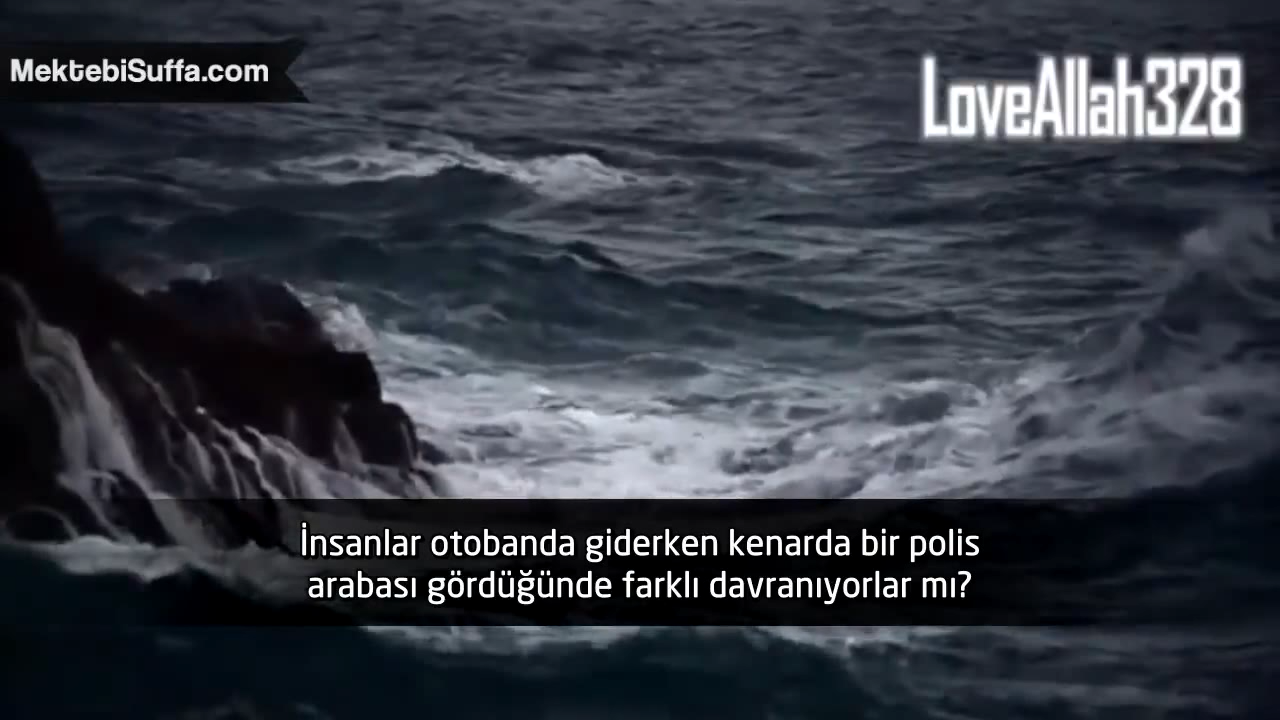 MektebiSuffa.com
LoveAllah328
İnsanlar otobanda giderken kenarda bir polis
arabası gördüğünde farklı davranıyorlar mı?